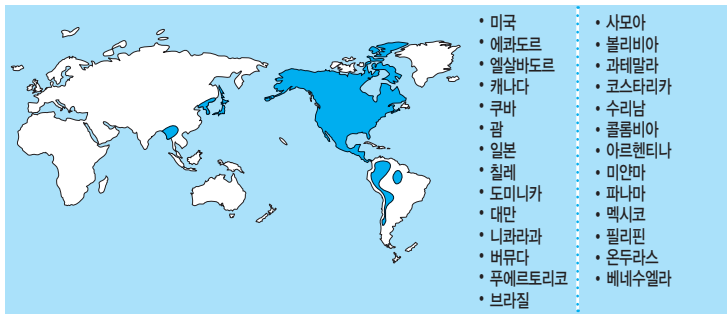 • 미국
• 에콰도르
• 엘살바도르
• 캐나다
• 쿠바
• 괌
• 일본
• 칠레
• 도미니카
• 대만
• 니콰라과
• 버뮤다
• 푸에르토리코
• 브라질
• 사모아
• 볼리비아
• 과테말라
• 코스타리카
• 수리남
• 콜롬비아
• 아르헨티나
• 미얀마
• 파나마
• 멕시코
• 필리핀
• 온두라스
• 베네수엘라